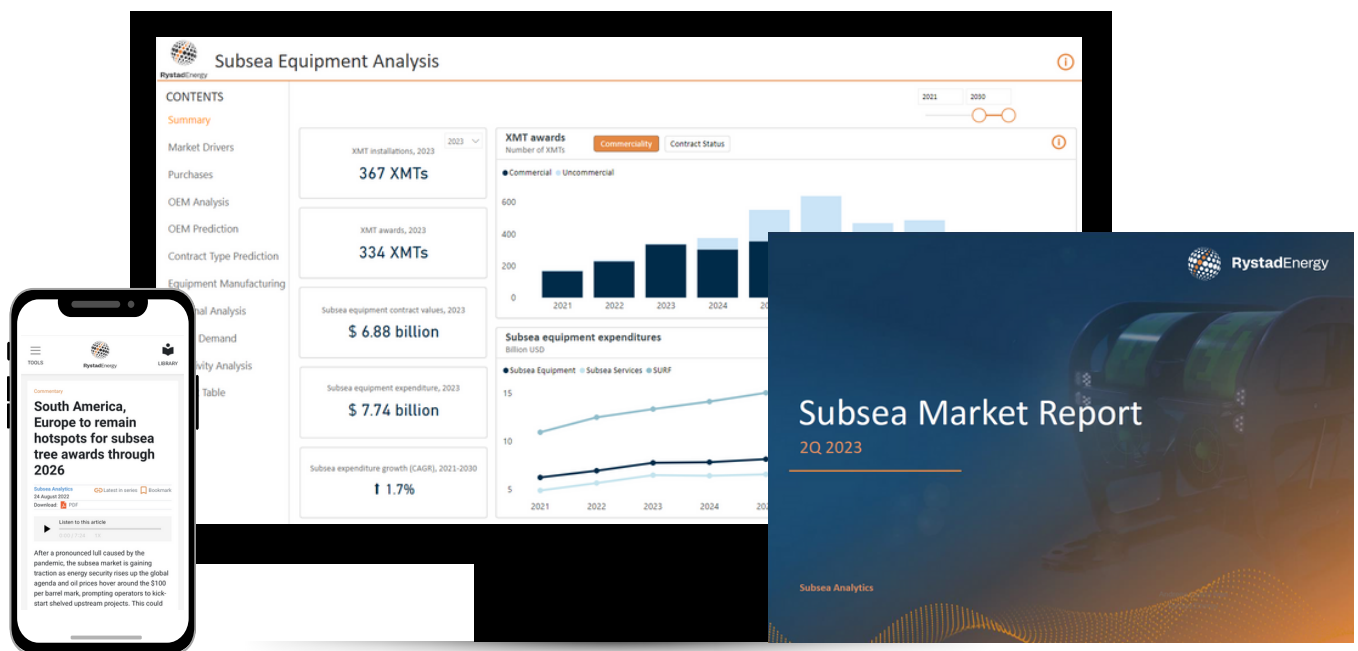 RystadEnergy
Subsea Equipment Analysis
CONTENTS
Summary
Market Drivers
Purchases
OEM Analysis
OEM Prediction
Contract Type Prediction
Equipment Manufacturing
nal Analysis
Demand
ivity Analysis
Table
2021 2030
2023
XMT installations, 2023
367 XMTs
XMT awards, 2023
334 XMTs
Subsea equipment contract values, 2023
$ 6.88 billion
Subsea equipment expenditure, 2023
$ 7.74 billion
Subsea expenditure growth (CAGR), 2021-2030
⬆ 1.7%
XMT awards
Number of XMTs
Commerciality
Contract Status
Commercial Uncommercial
600
400
200
0
2021 2022 2023 2024
Subsea equipment expenditures
Billion USD
Subsea Equipment Subsea Services SURF
15
10
5
2021 2022 2023 2024
TOOLS
RystadEnergy
LIBRARY
Commentary
South America,
Europe to remain
hotspots for subsea
tree awards through
2026
Subsea Analytics
Latest in series Bookmark
24 August 2022
Download PDF
Listen to this article
After a pronounced lull caused by the
pandemic, the subsea market is gaining
traction as energy security rises up the global
agenda and oil prices hover around the $100
per barrel mark, prompting operators to kick-
start shelved upstream projects. This could
RystadEnergy
Subsea Market Report
2Q 2023
Subsea Analytics